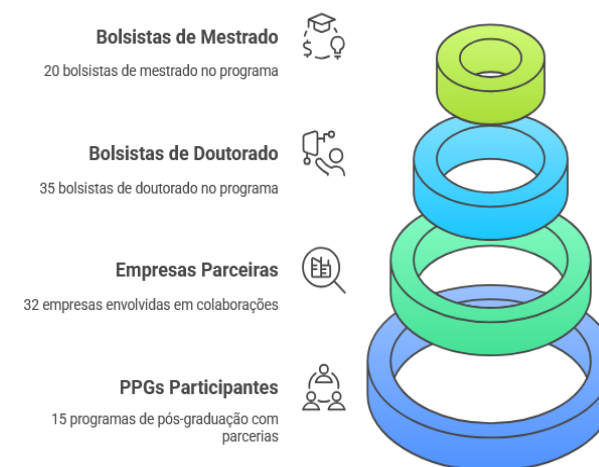 Bolsistas de Mestrado
20 bolsistas de mestrado no programa
Bolsistas de Doutorado
35 bolsistas de doutorado no programa
Empresas Parceiras
32 empresas envolvidas em colaborações
PPGs Participantes
15 programas de pós-graduação com
parcerias